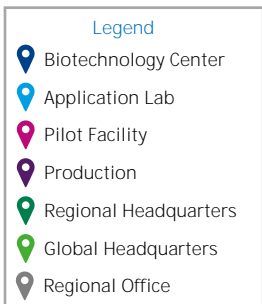 Legend
Biotechnology Center
Application Lab
Pilot Facility
Production
Regional Headquarters
Global Headquarters
Regional Office